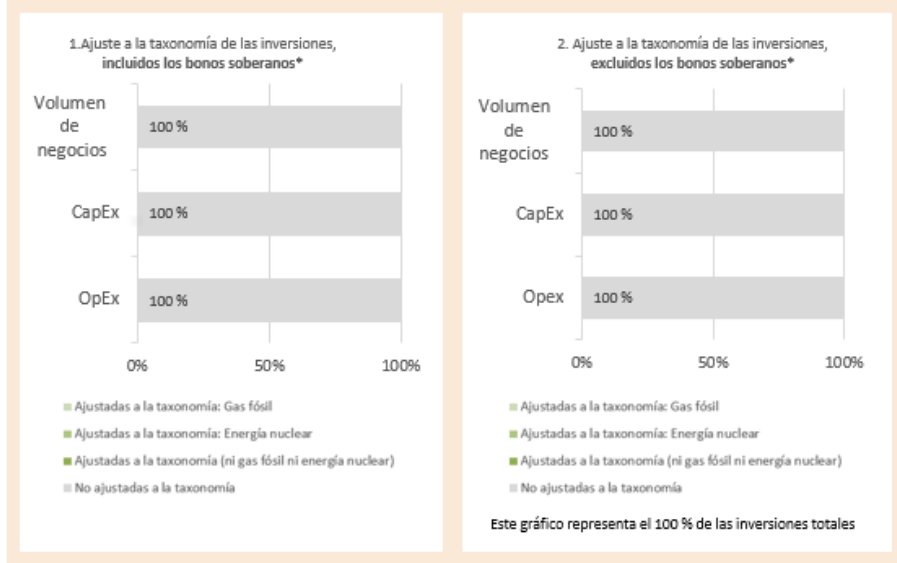 1.Ajuste a la taxonomía de las inversiones,
incluidos los bonos soberanos*
Volumen
de
negocios
100 %
CapEx
100 %
OpEx
100 %
0%
50%
100%
Ajustadas a la taxonomía: Gas fósil
Ajustadas a la taxonomía: Energía nuclear
Ajustadas a la taxonomía (ni gas fósil ni energía nuclear)
No ajustadas a la taxonomía
2. Ajuste a la taxonomía de las inversiones,
excluidos los bonos soberanos*
Volumen
de
negocios
100 %
CapEx
100 %
Opex
100 %
0%
50%
100%
Ajustadas a la taxonomía: Gas fósil
Ajustadas a la taxonomía: Energía nuclear
Ajustadas a la taxonomía (ni gas fósil ni energía nuclear)
No ajustadas a la taxonomía
Este gráfico representa el 100 % de las inversiones totales